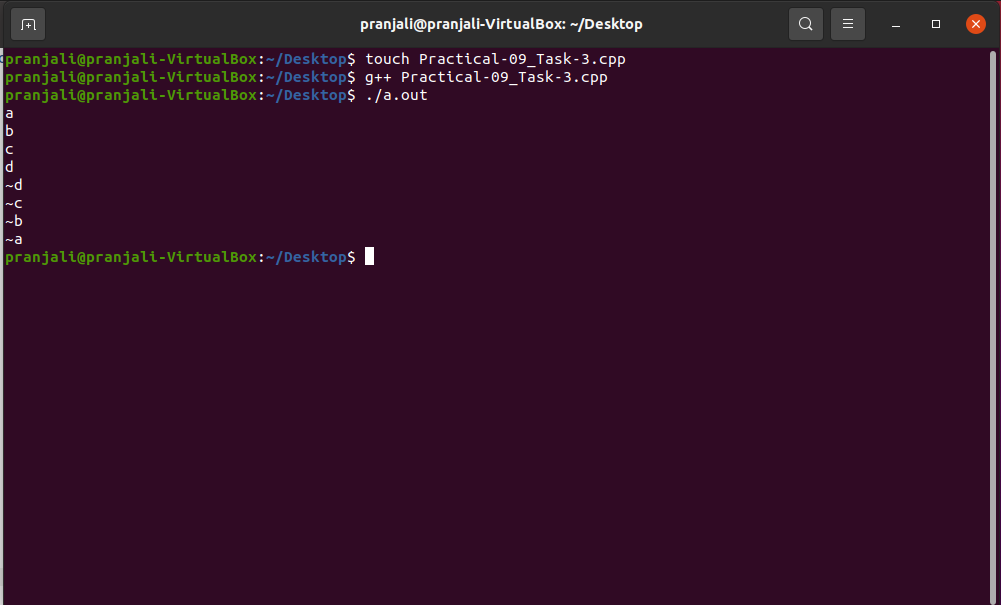 pranjali@pranjali-VirtualBox: ~/Desktop
pranjali@pranjali-VirtualBox:~/Desktop$ touch Practical-09_Task-3.cpp
pranjali@pranjali-VirtualBox:~/Desktop$ g++ Practical-09_Task-3.cpp
pranjali@pranjali-VirtualBox:~/Desktop$ ./a.out
a
b
c
d
~d
~c
~b
~a
pranjali@pranjali-VirtualBox:~/Desktop$